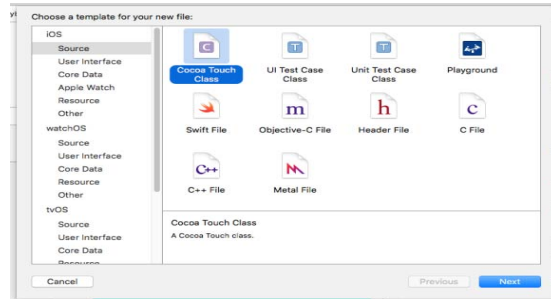 Choose a template for your new file:
iOS
Source
User Interface
Core Data
Apple Watch
Resource
Other
watchOS
Source
User Interface
Core Data
Resource
Other
tvOS
Source
User Interface
Core Data
Resource
C
Cocoa Touch
Class
T
UI Test Case
Class
T
Unit Test Case
Class
Playground
Swift File
m
Objective-C File
h
Header File
c
C File
C++
C++ File
Metal File
Cocoa Touch Class
A Cocoa Touch class.
Cancel
Previous
Next